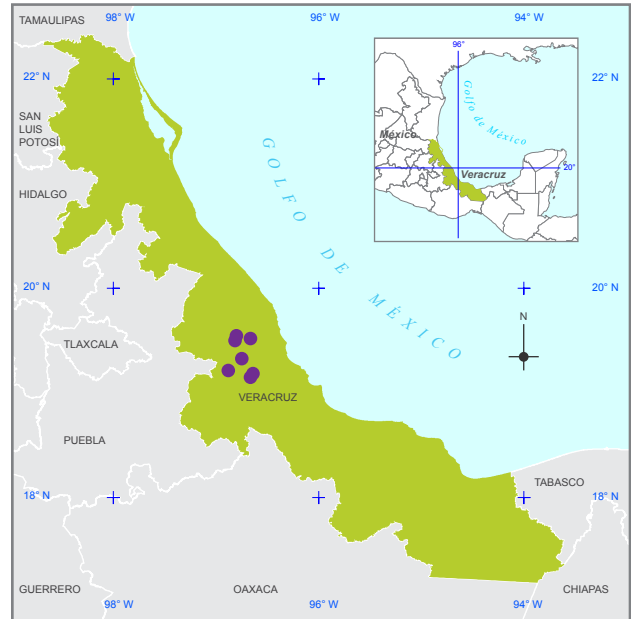 98° W
96° W
94° W
TAMAULIPAS
22° N
SAN
LUIS
POTOSÍ
HIDALGO
GOLFO DE MÉXICO
96°
Golfo de México
México
20°
Veracruz
22° N
20° N
20° N
N
TLAXCALA
VERACRUZ
PUEBLA
TABASCO
18° N
18° N
GUERRERO
98° W
OAXACA
96° W
94° W
CHIAPAS